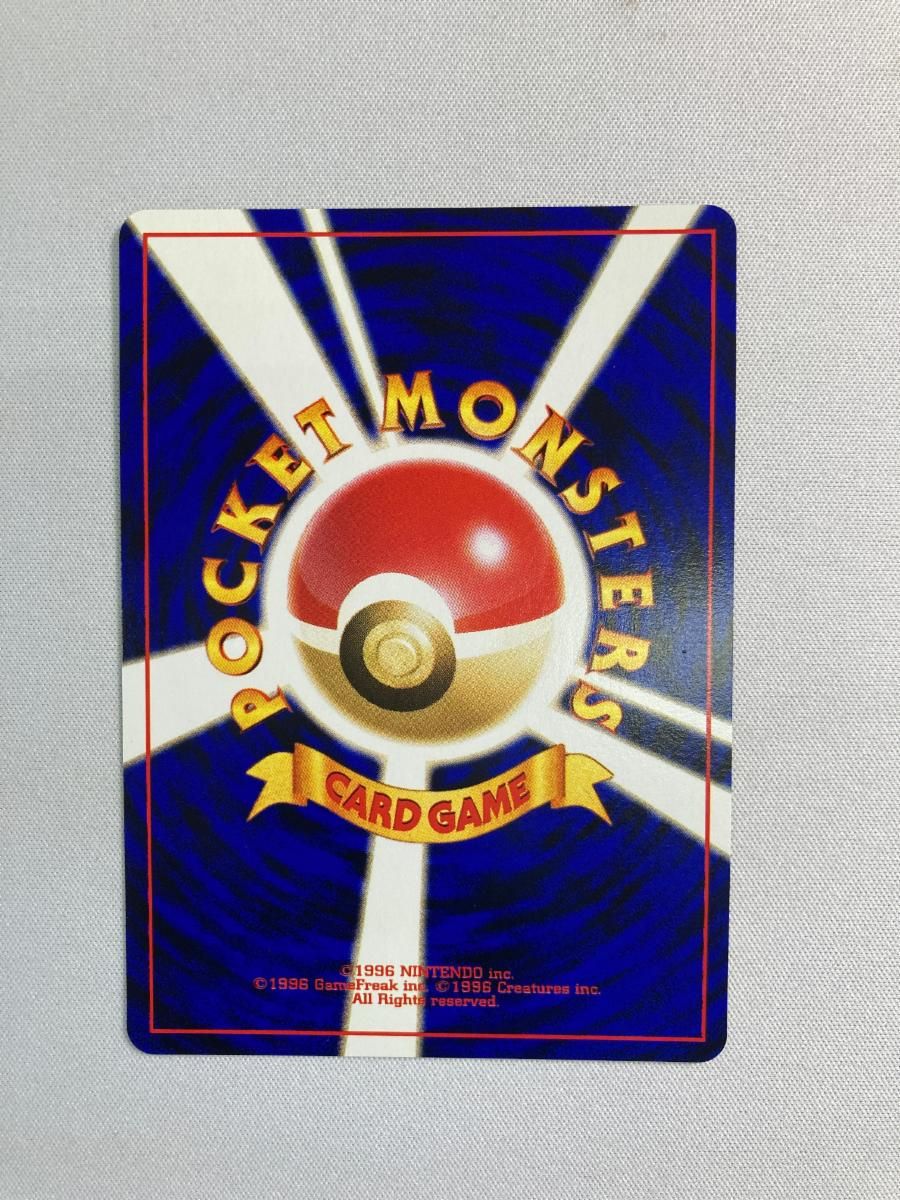 POCKET MONSTERS
CARD GAME
©1996 NINTENDO inc.
©1996 GameFreak inc. ©1996 Creatures inc.
All Rights reserved.